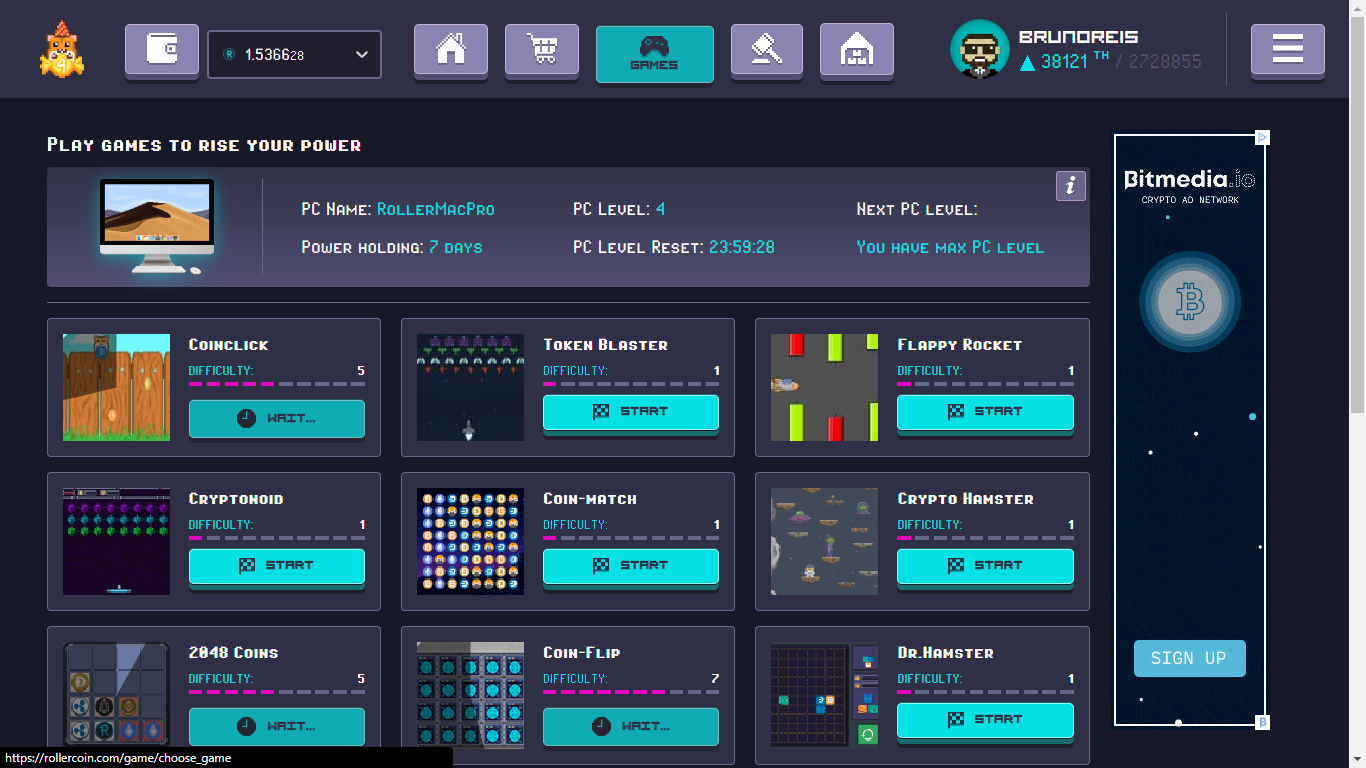 1.536628
GAMES
BRUNOREIS
38121 TH / 2728855
Play games to rise your power
PC Name: RollerMacPro
PC Level: 4
Next PC level:
Power holding: 7 days
PC Level Reset: 23:59:28
You have max PC level
i
Bitmedia.io
CRYPTO AD NETWORK
Coinclick
DIFFICULTY: 5
WAIT...
Token Blaster
DIFFICULTY: 1
START
Flappy Rocket
DIFFICULTY: 1
START
Cryptonoid
DIFFICULTY: 1
START
Coin-match
DIFFICULTY: 1
START
Crypto Hamster
DIFFICULTY: 1
START
2048 Coins
DIFFICULTY: 5
WAIT...
Coin-Flip
DIFFICULTY: 7
WAIT...
Dr.Hamster
DIFFICULTY: 1
START
SIGN UP
https://rollercoin.com/game/choose_game